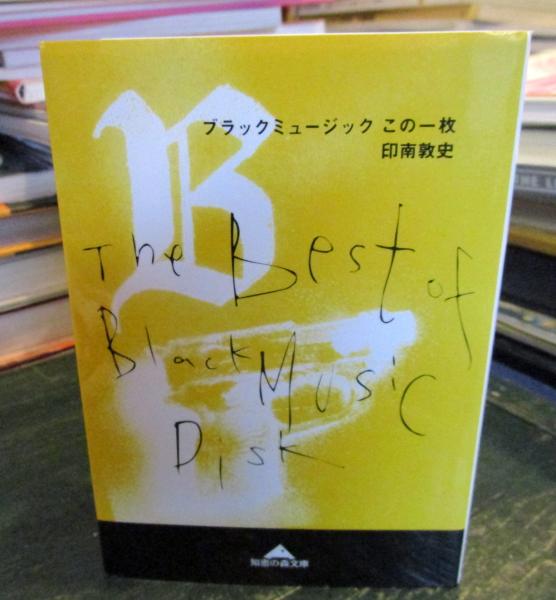 ブラックミュージック この一枚
印南敦史
B
The Best of
Black Music
Disk
知恵の森文庫